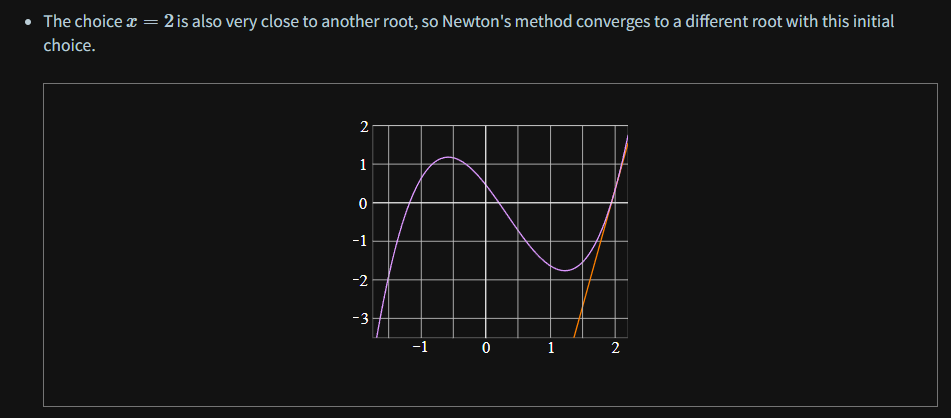 • The choice x = 2 is also very close to another root, so Newton's method converges to a different root with this initial
choice.
2
1
0
−1
−2
−3
−1 0 1 2